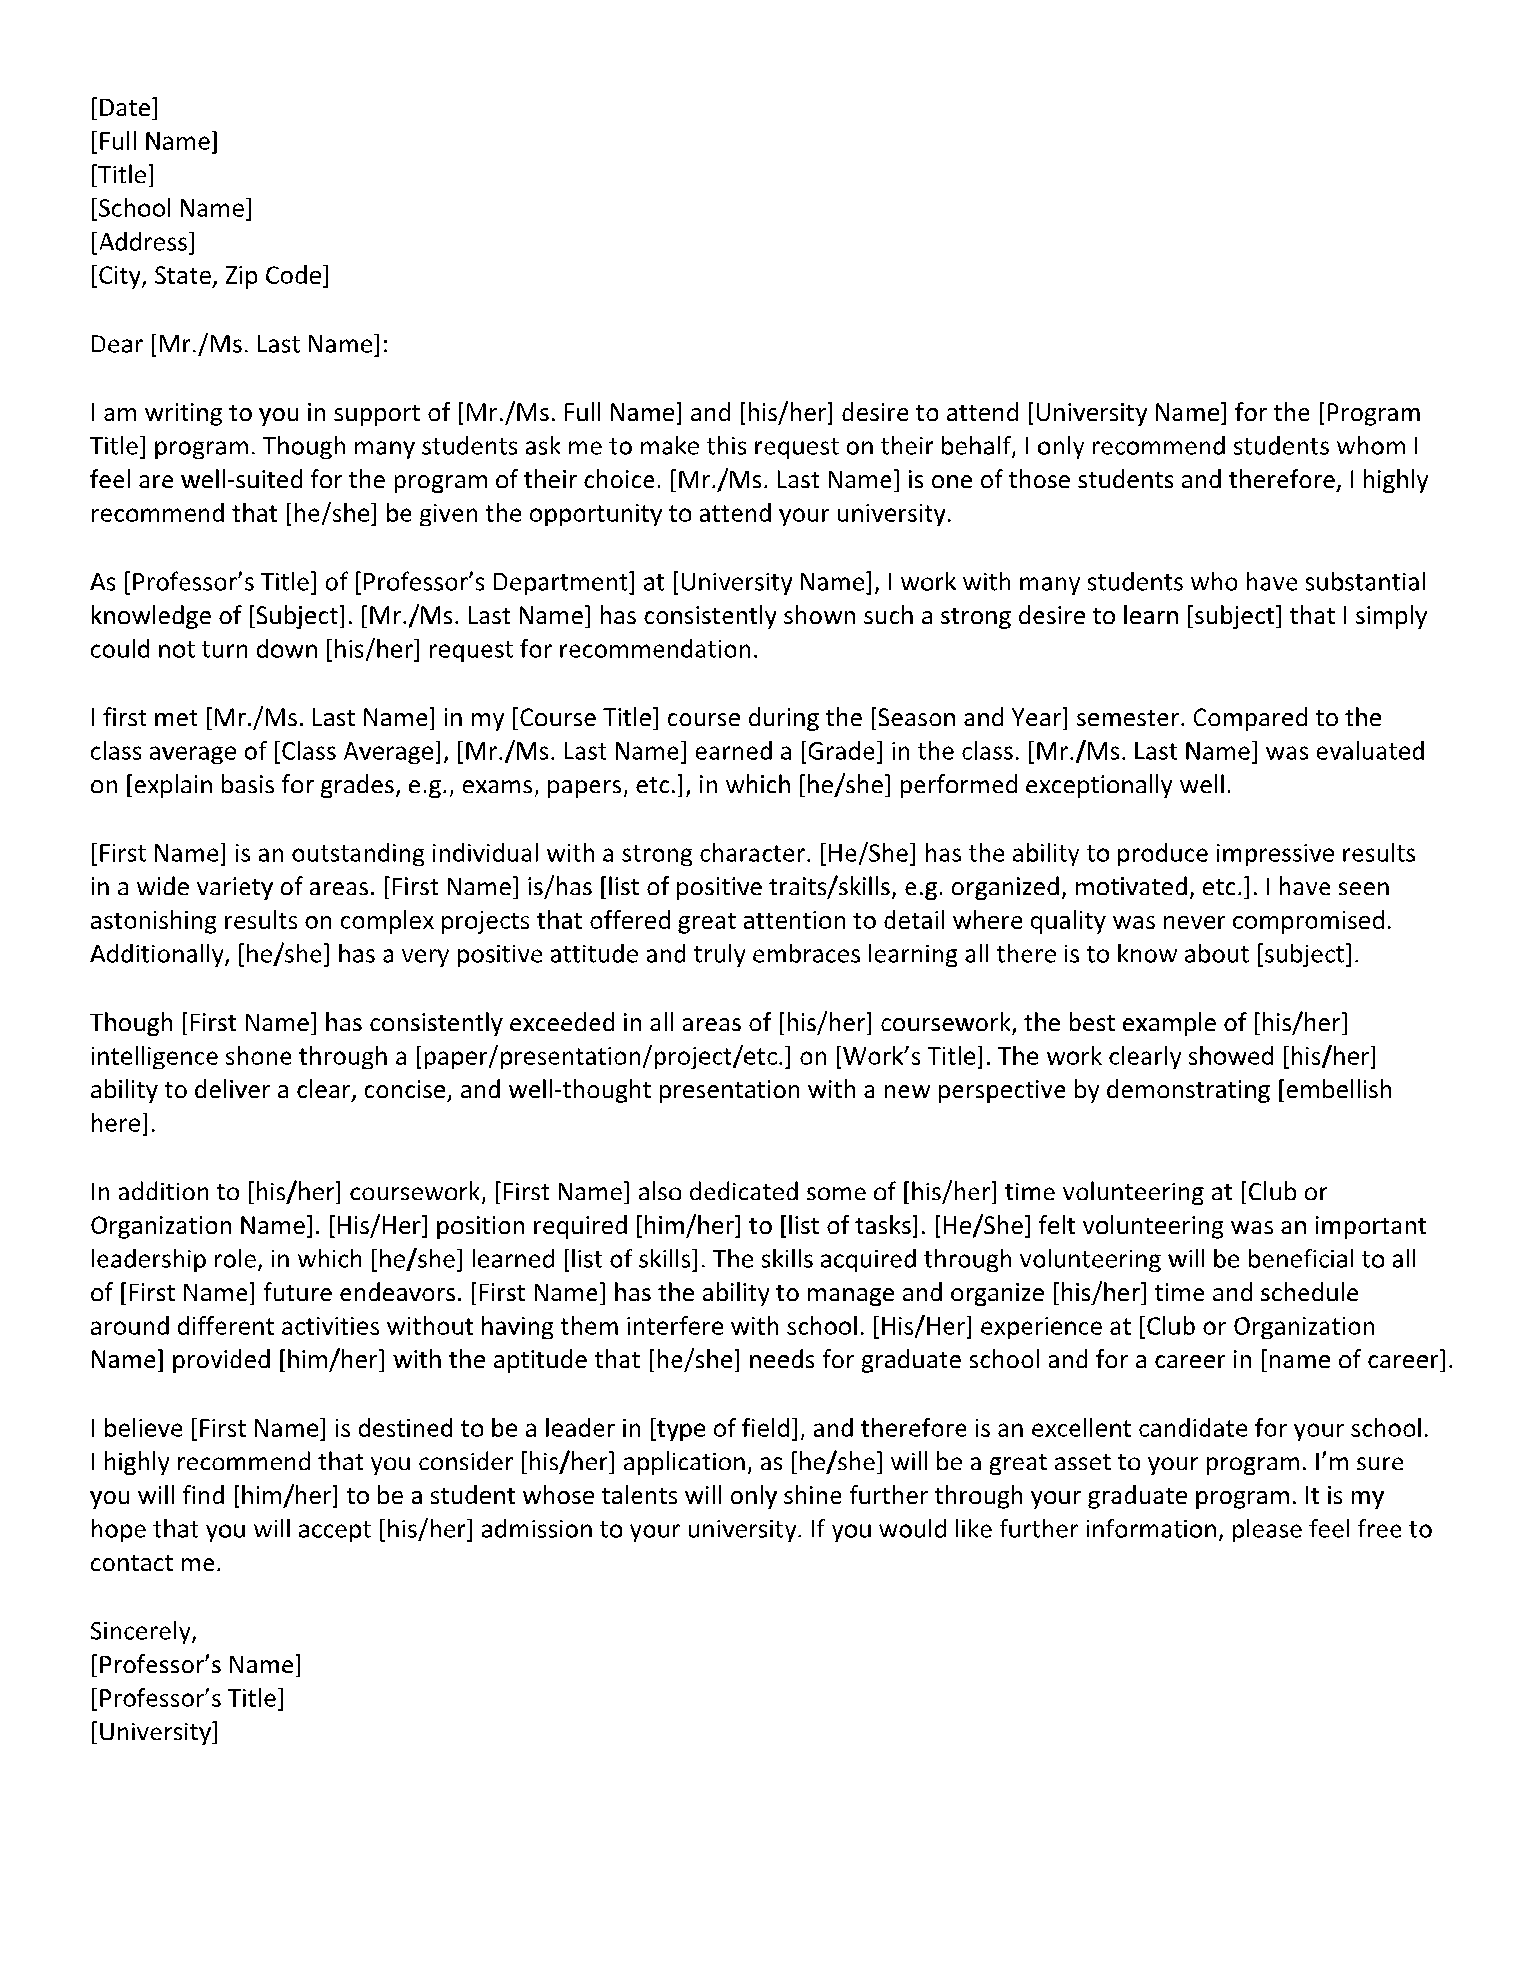 [Date]
[Full Name]
[Title]
[School Name]
[Address]
[City, State, Zip Code]
Dear [Mr./Ms. Last Name]:
I am writing to you in support of [Mr./Ms. Full Name] and [his/her] desire to attend [University Name] for the [Program
Title] program. Though many students ask me to make this request on their behalf, I only recommend students whom I
feel are well-suited for the program of their choice. [Mr./Ms. Last Name] is one of those students and therefore, I highly
recommend that [he/she] be given the opportunity to attend your university.
As [Professor’s Title] of [Professor’s Department] at [University Name], I work with many students who have substantial
knowledge of [Subject]. [Mr./Ms. Last Name] has consistently shown such a strong desire to learn [subject] that I simply
could not turn down [his/her] request for recommendation.
I first met [Mr./Ms. Last Name] in my [Course Title] course during the [Season and Year] semester. Compared to the
class average of [Class Average], [Mr./Ms. Last Name] earned a [Grade] in the class. [Mr./Ms. Last Name] was evaluated
on [explain basis for grades, e.g., exams, papers, etc.], in which [he/she] performed exceptionally well.
[First Name] is an outstanding individual with a strong character. [He/She] has the ability to produce impressive results
in a wide variety of areas. [First Name] is/has [list of positive traits/skills, e.g. organized, motivated, etc.]. I have seen
astonishing results on complex projects that offered great attention to detail where quality was never compromised.
Additionally, [he/she] has a very positive attitude and truly embraces learning all there is to know about [subject].
Though [First Name] has consistently exceeded in all areas of [his/her] coursework, the best example of [his/her]
intelligence shone through a [paper/presentation/project/etc.] on [Work’s Title]. The work clearly showed [his/her]
ability to deliver a clear, concise, and well-thought presentation with a new perspective by demonstrating [embellish
here].
In addition to [his/her] coursework, [First Name] also dedicated some of [his/her] time volunteering at [Club or
Organization Name]. [His/Her] position required [him/her] to [list of tasks]. [He/She] felt volunteering was an important
leadership role, in which [he/she] learned [list of skills]. The skills acquired through volunteering will be beneficial to all
of [First Name] future endeavors. [First Name] has the ability to manage and organize [his/her] time and schedule
around different activities without having them interfere with school. [His/Her] experience at [Club or Organization
Name] provided [him/her] with the aptitude that [he/she] needs for graduate school and for a career in [name of career].
I believe [First Name] is destined to be a leader in [type of field], and therefore is an excellent candidate for your school.
I highly recommend that you consider [his/her] application, as [he/she] will be a great asset to your program. I’m sure
you will find [him/her] to be a student whose talents will only shine further through your graduate program. It is my
hope that you will accept [his/her] admission to your university. If you would like further information, please feel free to
contact me.
Sincerely,
[Professor’s Name]
[Professor’s Title]
[University]